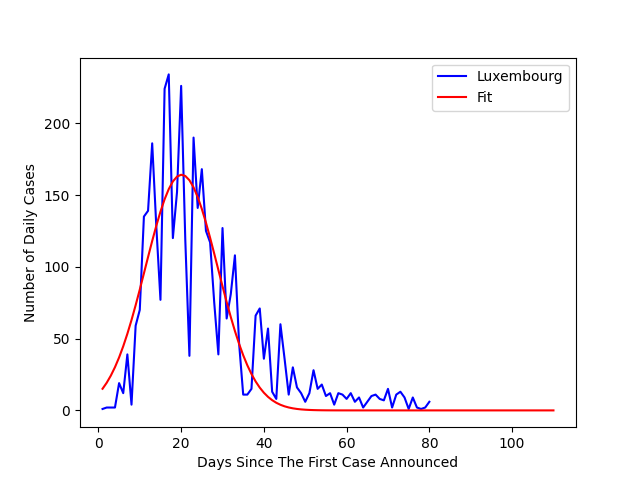 Luxembourg
Fit
Number of Daily Cases
200
150
100
50
0
0 20 40 60 80 100
Days Since The First Case Announced